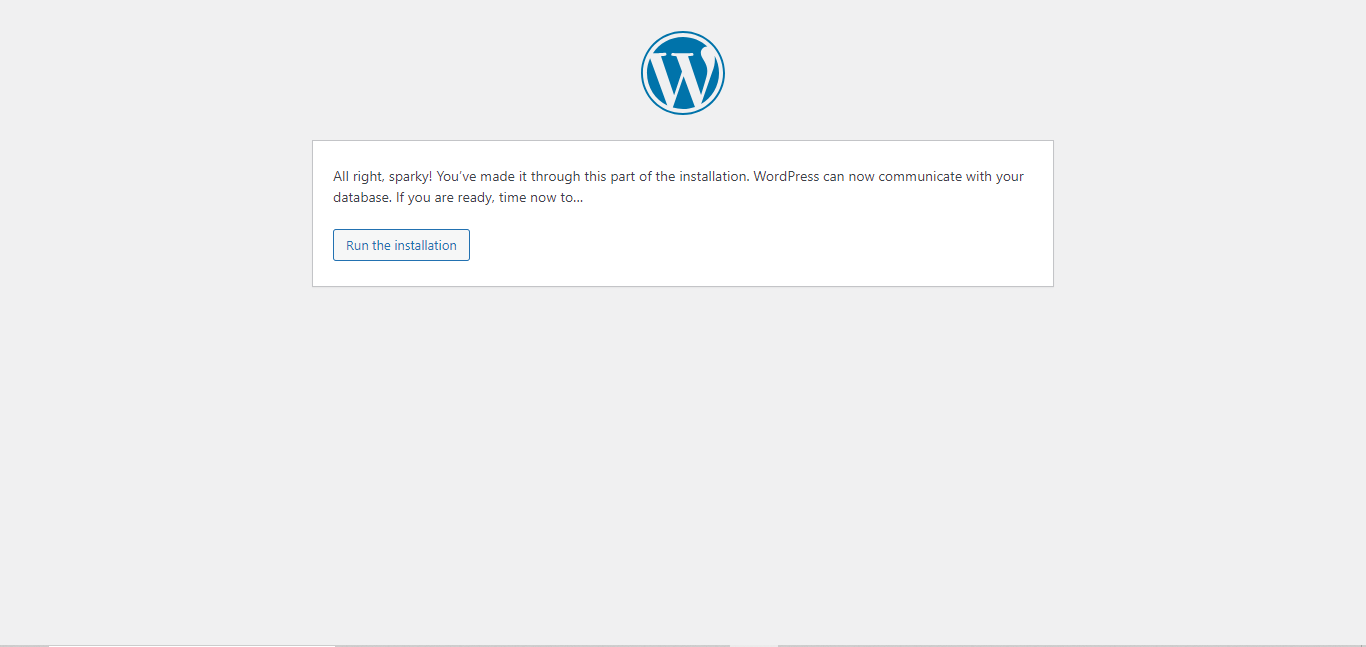 All right, sparky! You’ve made it through this part of the installation. WordPress can now communicate with your
database. If you are ready, time now to…
Run the installation